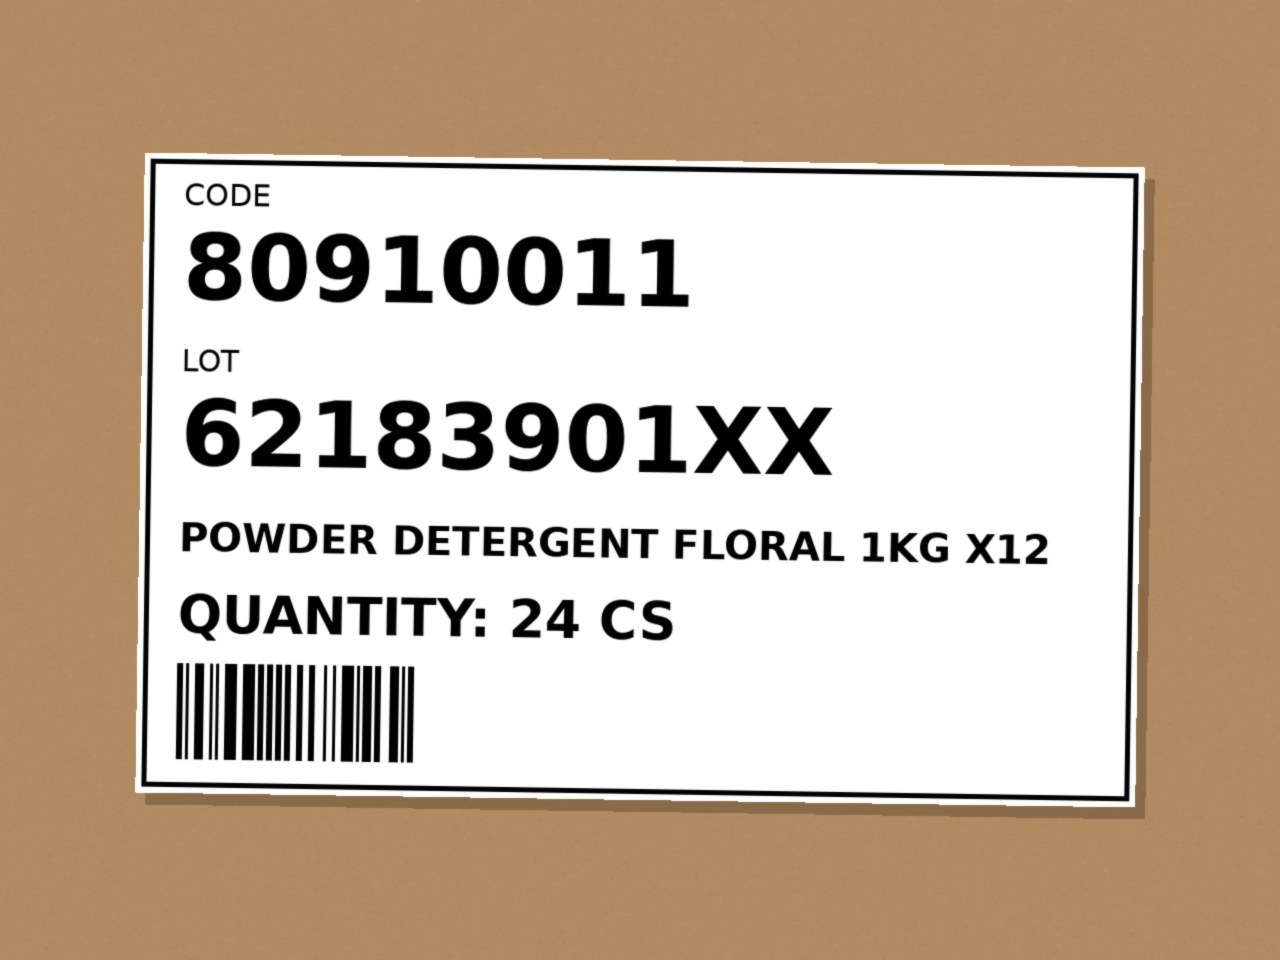 CODE
80910011
LOT
62183901XX
POWDER DETERGENT FLORAL 1KG X12
QUANTITY: 24 CS